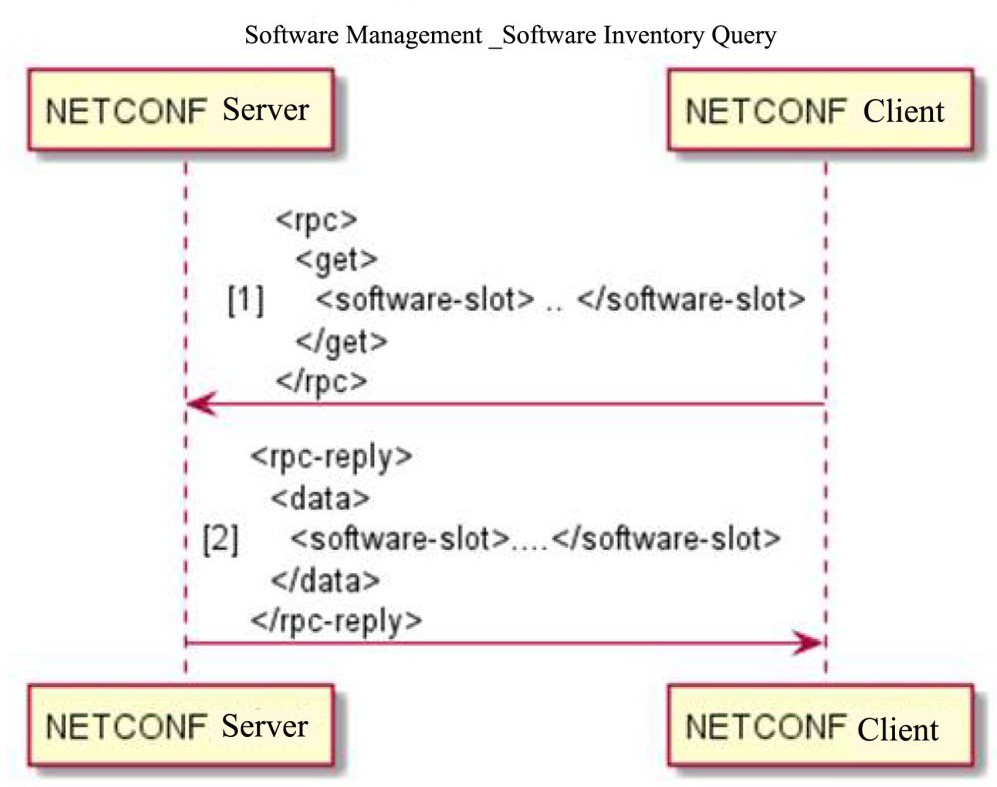 Software Management _Software Inventory Query
NETCONF Server
NETCONF Client
<rpc>
<get>
[1] <software-slot> .. </software-slot>
</get>
</rpc>
<rpc-reply>
<data>
[2] <software-slot>....</software-slot>
</data>
</rpc-reply>
NETCONF Server
NETCONF Client